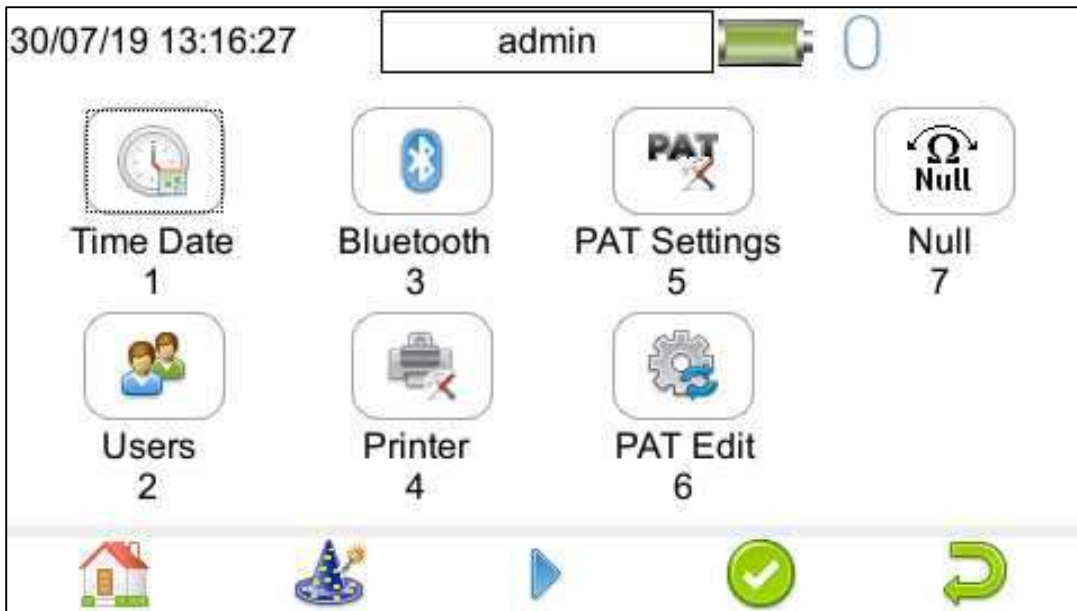 30/07/19 13:16:27 admin
PAT Ω Null
Time Date Bluetooth PAT Settings Null
1 3 5 7
Users Printer PAT Edit
2 4 6